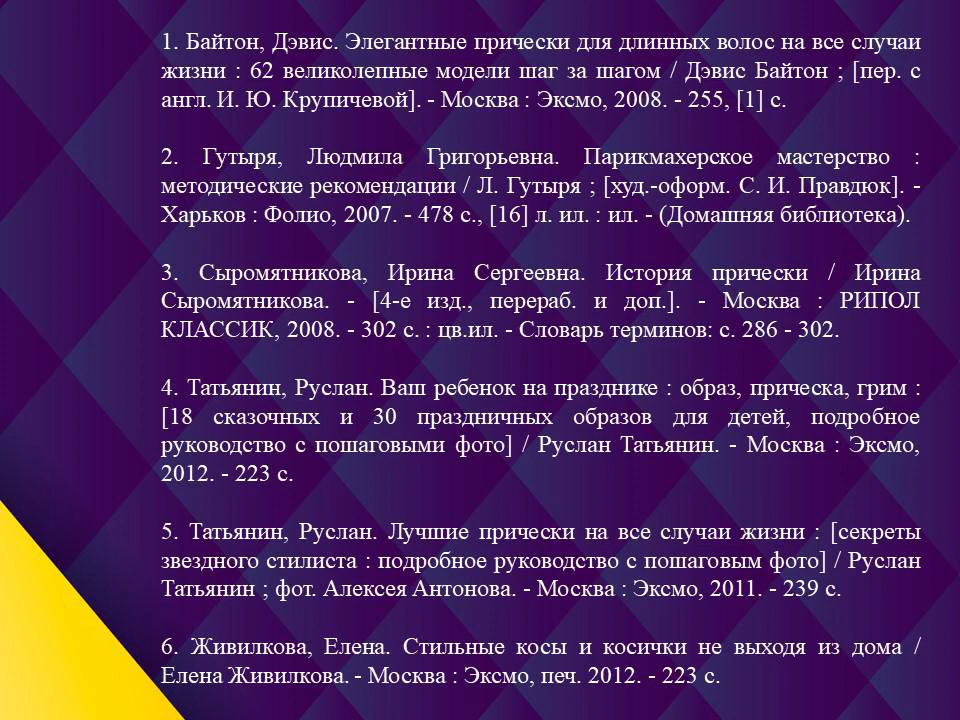 1. Байтон, Дэвис. Элегантные прически для длинных волос на все случаи
жизни : 62 великолепные модели шаг за шагом / Дэвис Байтон ; [пер. с
англ. И. Ю. Крупичевой]. - Москва : Эксмо, 2008. - 255, [1] с.
2. Гутыря, Людмила Григорьевна. Парикмахерское мастерство :
методические рекомендации / Л. Гутыря ; [худ.-оформ. С. И. Правдюк]. -
Харьков : Фолио, 2007. - 478 с., [16] л. ил. : ил. - (Домашняя библиотека).
3. Сыромятникова, Ирина Сергеевна. История прически / Ирина
Сыромятникова. - [4-е изд., перераб. и доп.]. - Москва : РИПОЛ
КЛАССИК, 2008. - 302 с. : цв.ил. - Словарь терминов: с. 286 - 302.
4. Татьянин, Руслан. Ваш ребенок на празднике : образ, прическа, грим :
[18 сказочных и 30 праздничных образов для детей, подробное
руководство с пошаговыми фото] / Руслан Татьянин. - Москва : Эксмо,
2012. - 223 с.
5. Татьянин, Руслан. Лучшие прически на все случаи жизни : [секреты
звездного стилиста : подробное руководство с пошаговым фото] / Руслан
Татьянин ; фот. Алексея Антонова. - Москва : Эксмо, 2011. - 239 с.
6. Живилкова, Елена. Стильные косы и косички не выходя из дома /
Елена Живилкова. - Москва : Эксмо, печ. 2012. - 223 с.